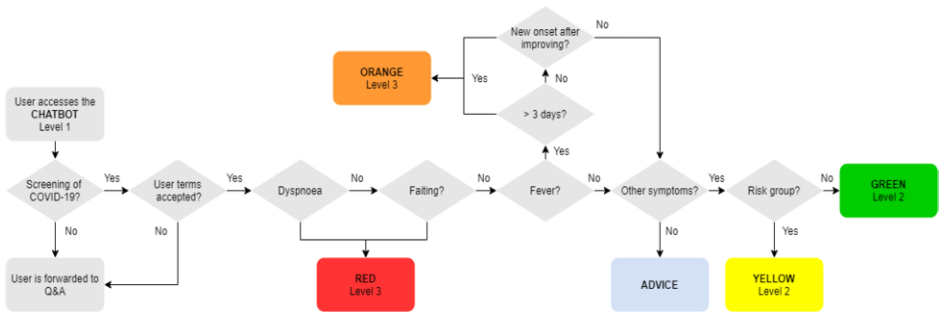 New onset after
improving?
No
ORANGE
Level 3
Yes
No
User accesses the
CHATBOT
Level 1
> 3 days?
Yes
Screening of
COVID-19?
Yes
User terms
accepted?
Yes
Dyspnoea
No
Faiting?
No
Fever?
No
Other symptoms?
Yes
Risk group?
No
GREEN
Level 2
No
No
No
Yes
User is forwarded to
Q&A
RED
Level 3
ADVICE
YELLOW
Level 2